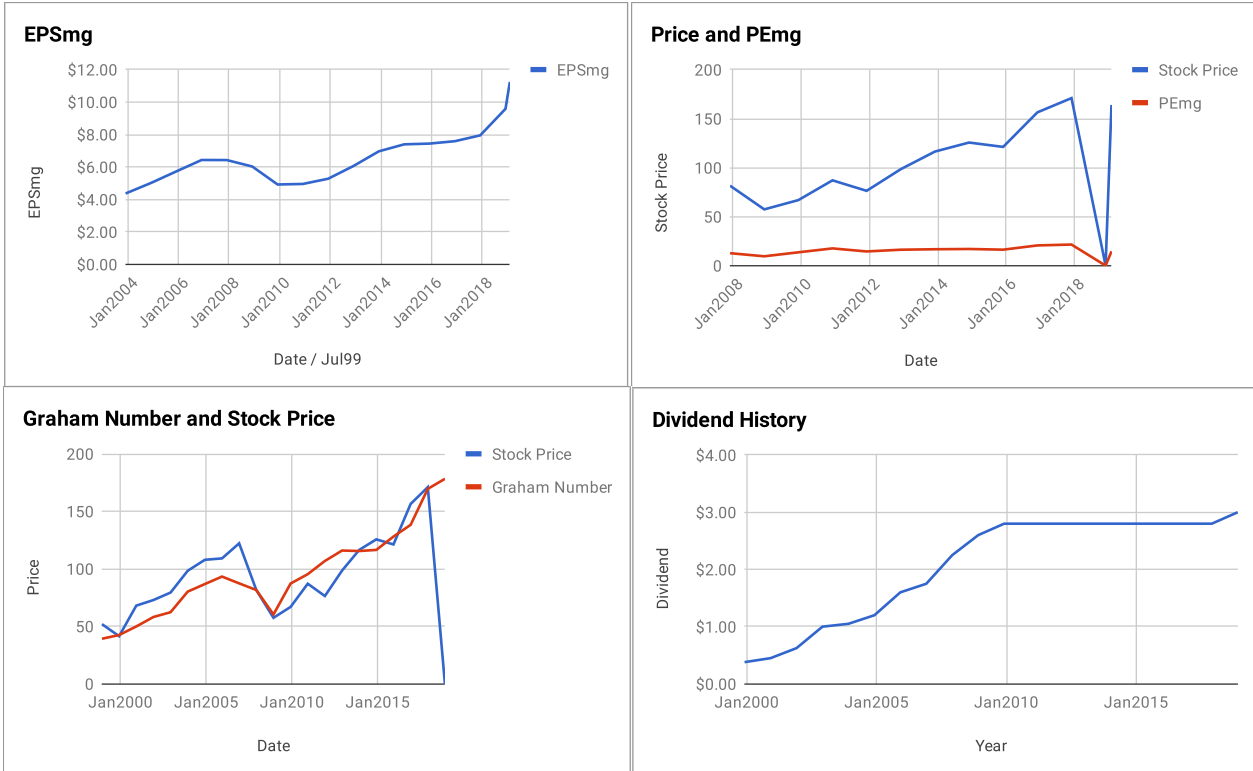 EPSmg
$12.00
$10.00
$8.00
$6.00
$4.00
$2.00
$0.00
EPSmg
Jan2004
Jan2006
Jan2008
Jan2010
Jan2012
Jan2014
Jan2016
Jan2018
Date / Jul99
EPSmg
Price and PEmg
200
150
100
50
0
Stock Price
Jan2008
Jan2010
Jan2012
Jan2014
Jan2016
Jan2018
Date
Stock Price
PEmg
Graham Number and Stock Price
200
150
100
50
0
Price
Jan2000
Jan2005
Jan2010
Jan2015
Date
Stock Price
Graham Number
Dividend History
$4.00
$3.00
$2.00
$1.00
$0.00
Dividend
Jan2000
Jan2005
Jan2010
Jan2015
Year